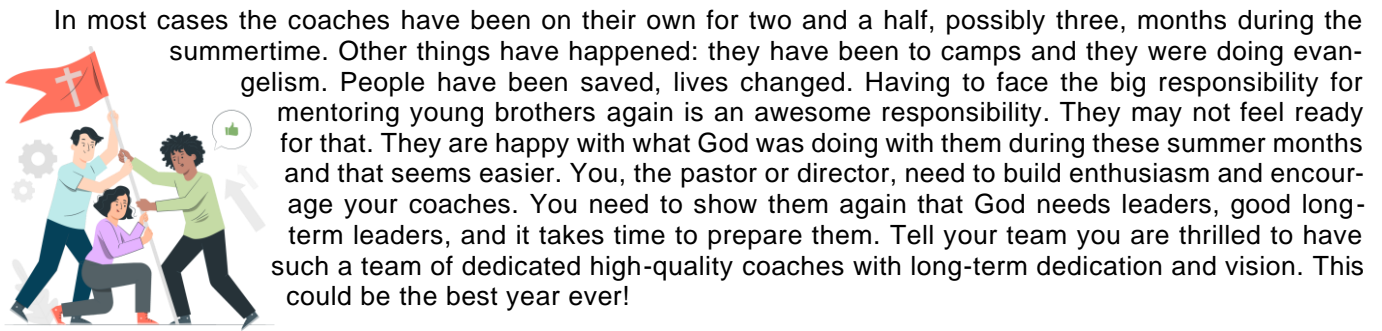 In most cases the coaches have been on their own for two and a half, possibly three, months during the
summertime. Other things have happened: they have been to camps and they were doing evan-
gelism. People have been saved, lives changed. Having to face the big responsibility for
mentoring young brothers again is an awesome responsibility. They may not feel ready
for that. They are happy with what God was doing with them during these summer months
and that seems easier. You, the pastor or director, need to build enthusiasm and encour-
age your coaches. You need to show them again that God needs leaders, good long-
term leaders, and it takes time to prepare them. Tell your team you are thrilled to have
such a team of dedicated high-quality coaches with long-term dedication and vision. This
could be the best year ever!